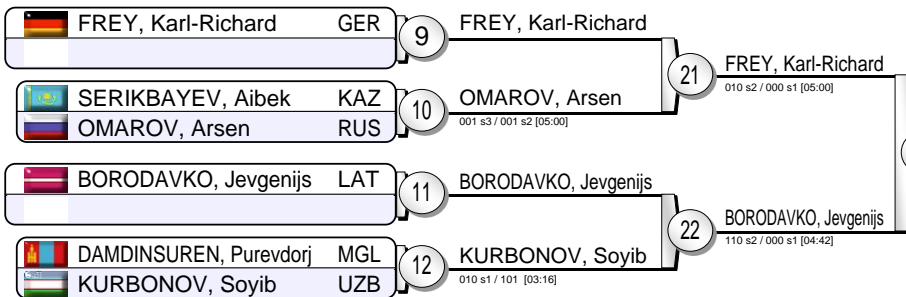 FREY, Karl-Richard GER
9
FREY, Karl-Richard
21
FREY, Karl-Richard
010 s2 / 000 s1 [05:00]
SERIKBAYEV, Aibek KAZ
OMAROV, Arsen RUS
10
OMAROV, Arsen
001 s3 / 001 s2 [05:00]
BORODAVKO, Jevgenijs LAT
11
BORODAVKO, Jevgenijs
22
BORODAVKO, Jevgenijs
110 s2 / 000 s1 [04:42]
DAMDINSUREN, Purevdorj MGL
KURBONOV, Soyib UZB
12
KURBONOV, Soyib
010 s1 / 101 [03:16]